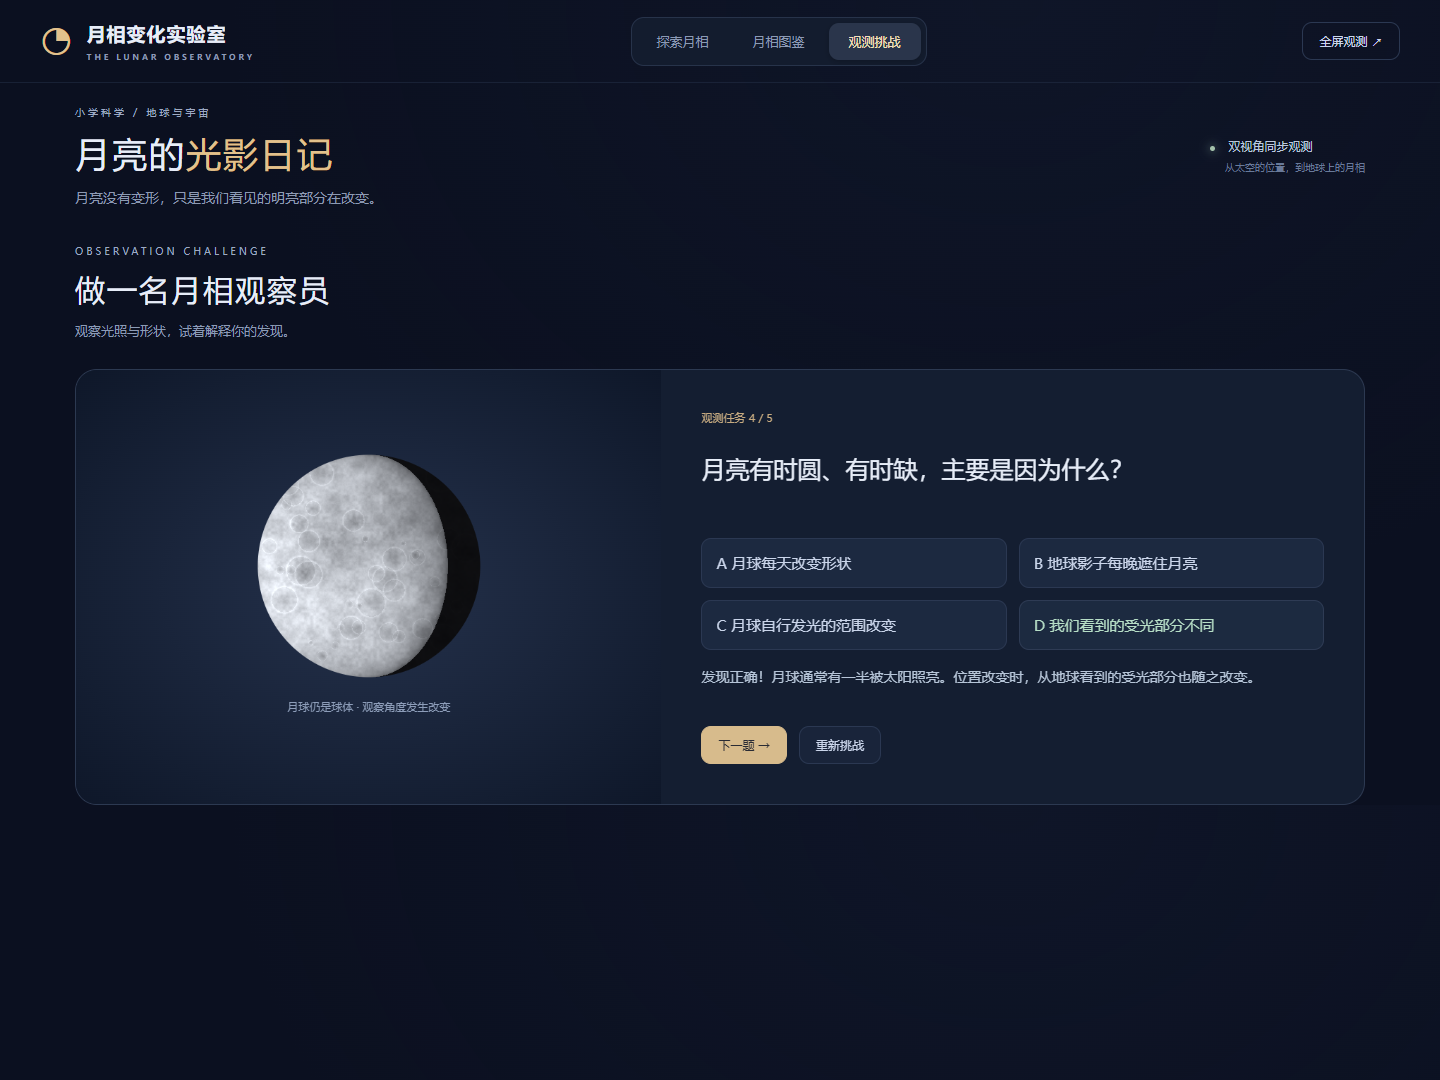 月相变化实验室
THE LUNAR OBSERVATORY
探索月相
月相图鉴
观测挑战
全屏观测 ↗
小学科学 / 地球与宇宙
月亮的光影日记
月亮没有变形，只是我们看见的明亮部分在改变。
双视角同步观测
从太空的位置，到地球上的月相
OBSERVATION CHALLENGE
做一名月相观察员
观察光照与形状，试着解释你的发现。
月球仍是球体 · 观察角度发生改变
观测任务 4 / 5
月亮有时圆、有时缺，主要是因为什么？
A 月球每天改变形状
B 地球影子每晚遮住月亮
C 月球自行发光的范围改变
D 我们看到的受光部分不同
发现正确！月球通常有一半被太阳照亮。位置改变时，从地球看到的受光部分也随之改变。
下一题 →
重新挑战